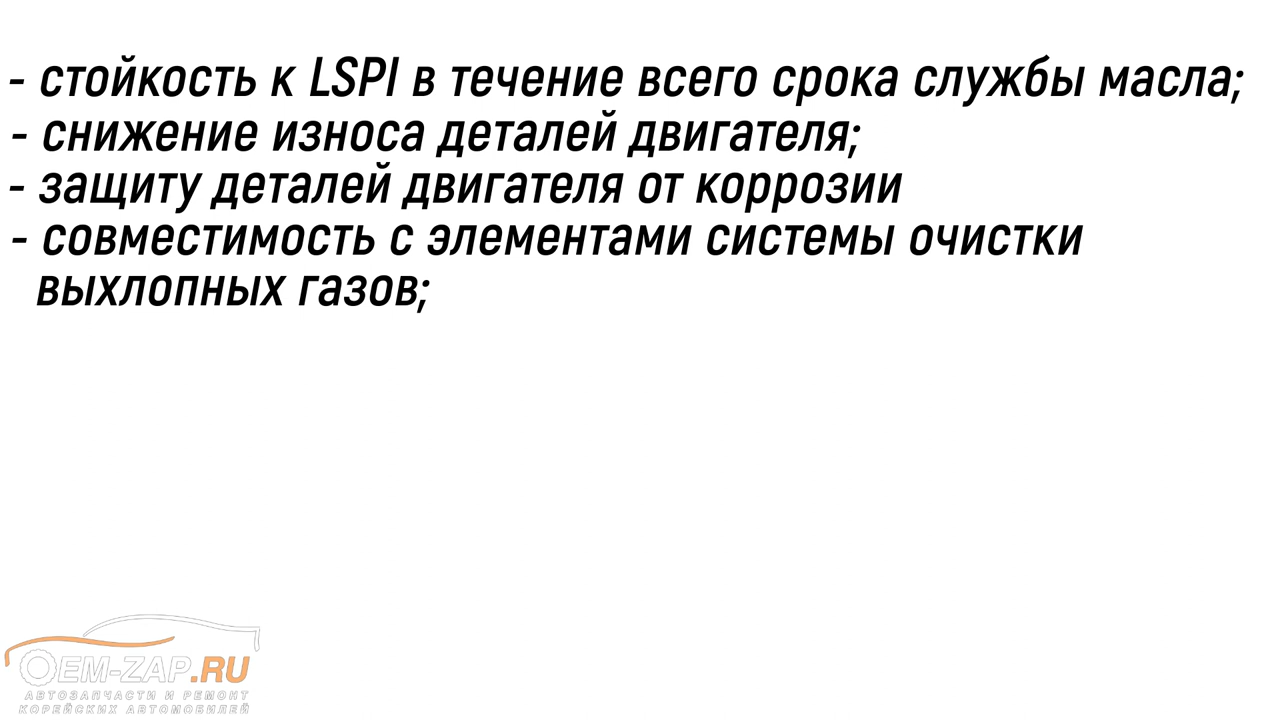 - стойкость к LSPI в течение всего срока службы масла;
- снижение износа деталей двигателя;
- защиту деталей двигателя от коррозии
- совместимость с элементами системы очистки
выхлопных газов;
OEM-ZAP.RU
АВТОЗАПЧАСТИ И РЕМОНТ
КОРЕЙСКИХ АВТОМОБИЛЕЙ